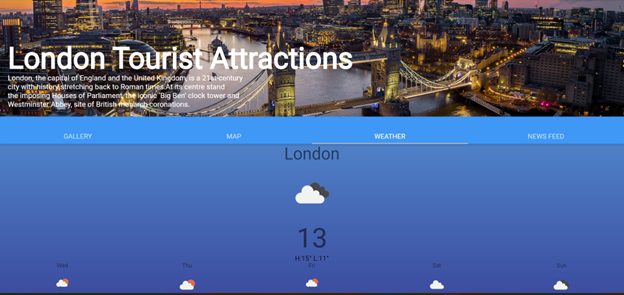 London Tourist Attractions
London, the capital of England and the United Kingdom, is a 21st-century
city with history stretching back to Roman times. At its centre stand
the imposing Houses of Parliament, the iconic 'Big Ben' clock tower and
Westminster Abbey, site of British monarch coronations.
GALLERY MAP WEATHER NEWS FEED
London
13
H:15° L:11°
Wed Thu Fri Sat Sun